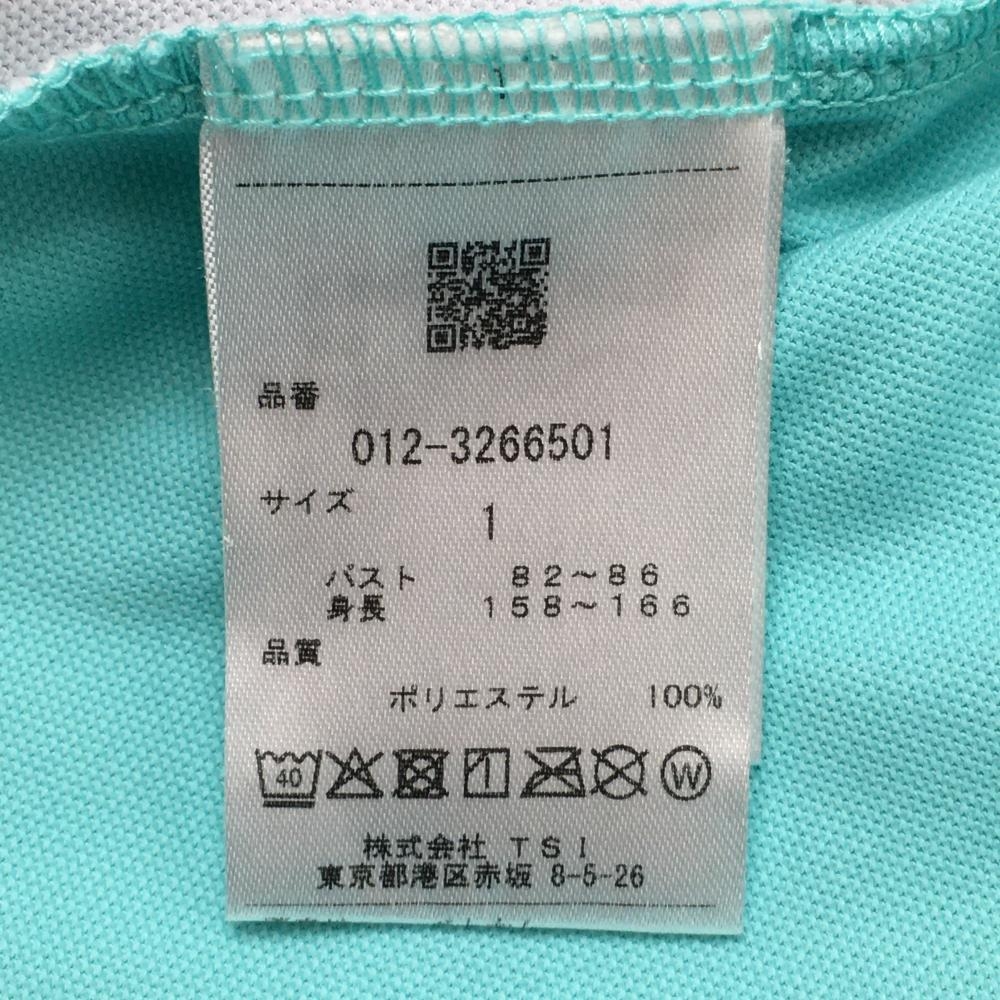 品番
012-3266501
サイズ
1
バスト 82~86
身長 158~166
品質
ポリエステル 100%
40 W
株式会社 TSI
東京都港区赤坂 8-5-26